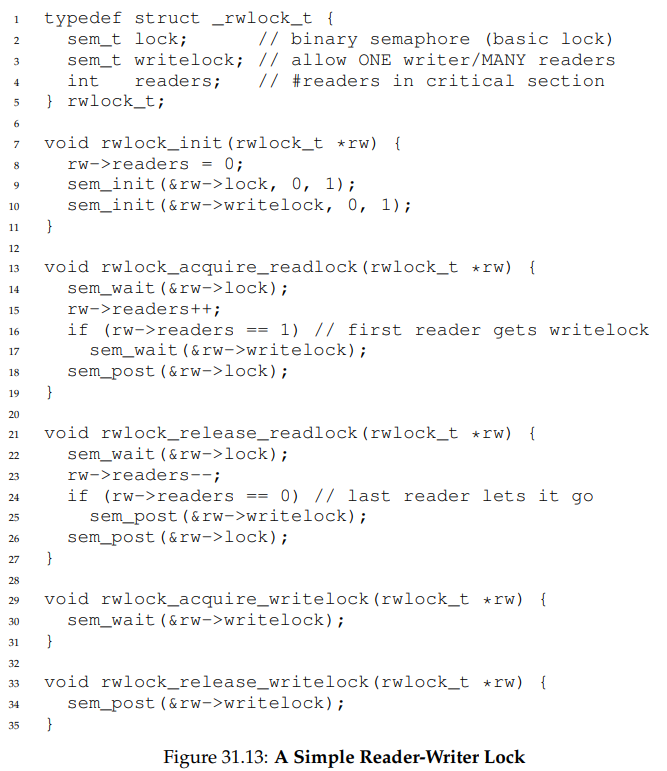 1 typedef struct _rwlock_t {
2   sem_t lock;      // binary semaphore (basic lock)
3   sem_t writelock; // allow ONE writer/MANY readers
4   int   readers;   // #readers in critical section
5 } rwlock_t;
6
7 void rwlock_init(rwlock_t *rw) {
8   rw->readers = 0;
9   sem_init(&rw->lock, 0, 1);
10   sem_init(&rw->writelock, 0, 1);
11 }
12
13 void rwlock_acquire_readlock(rwlock_t *rw) {
14   sem_wait(&rw->lock);
15   rw->readers++;
16   if (rw->readers == 1) // first reader gets writelock
17     sem_wait(&rw->writelock);
18   sem_post(&rw->lock);
19 }
20
21 void rwlock_release_readlock(rwlock_t *rw) {
22   sem_wait(&rw->lock);
23   rw->readers--;
24   if (rw->readers == 0) // last reader lets it go
25     sem_post(&rw->writelock);
26   sem_post(&rw->lock);
27 }
28
29 void rwlock_acquire_writelock(rwlock_t *rw) {
30   sem_wait(&rw->writelock);
31 }
32
33 void rwlock_release_writelock(rwlock_t *rw) {
34   sem_post(&rw->writelock);
35 }
Figure 31.13: A Simple Reader-Writer Lock